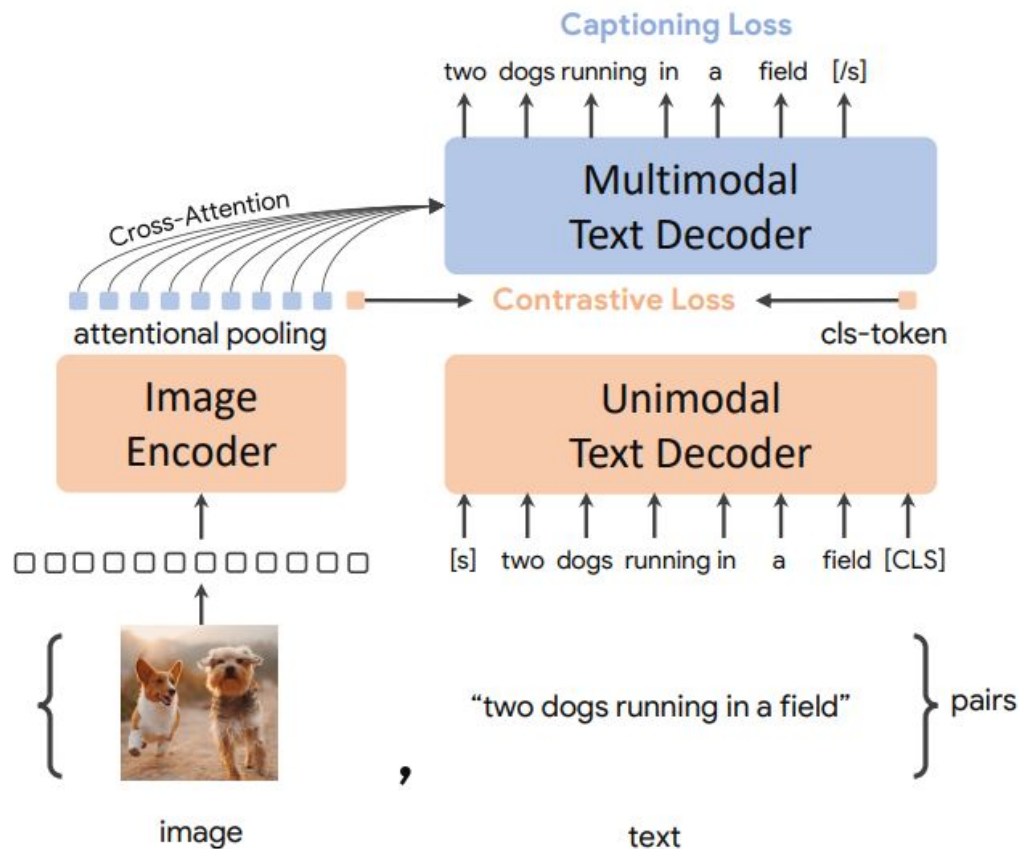 Captioning Loss
two dogs running in a field [/s]
Multimodal
Text Decoder
Cross-Attention
Contrastive Loss
attentional pooling
cls-token
Image
Encoder
Unimodal
Text Decoder
[s] two dogs running in a field [CLS]
“two dogs running in a field”
pairs
,
image
text